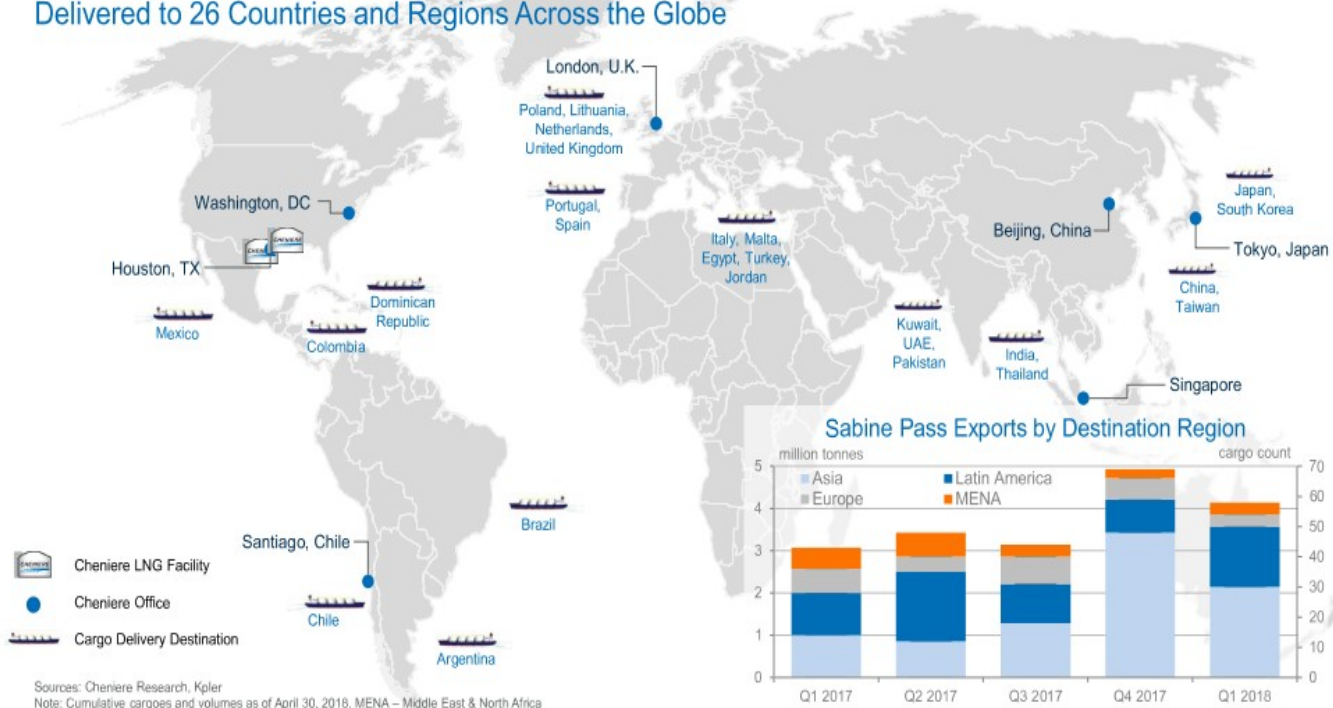 Delivered to 26 Countries and Regions Across the Globe
London, U.K.
Poland, Lithuania,
Netherlands,
United Kingdom
Washington, DC
Portugal,
Spain
Japan,
South Korea
Italy, Malta,
Egypt, Turkey,
Jordan
Beijing, China
Tokyo, Japan
Houston, TX
CHENIERE
Dominican
Republic
China,
Taiwan
Mexico
Colombia
Kuwait,
UAE,
Pakistan
India,
Thailand
Singapore
Brazil
Santiago, Chile
Chile
Argentina
CHENIERE
Cheniere LNG Facility
Cheniere Office
Cargo Delivery Destination
Sabine Pass Exports by Destination Region
million tonnes
cargo count
Asia
Latin America
Europe
MENA
5
4
3
2
1
0
70
60
50
40
30
20
10
0
Q1 2017
Q2 2017
Q3 2017
Q4 2017
Q1 2018
Sources: Cheniere Research, Kpler
Note: Cumulative cargoes and volumes as of April 30, 2018. MENA – Middle East & North Africa